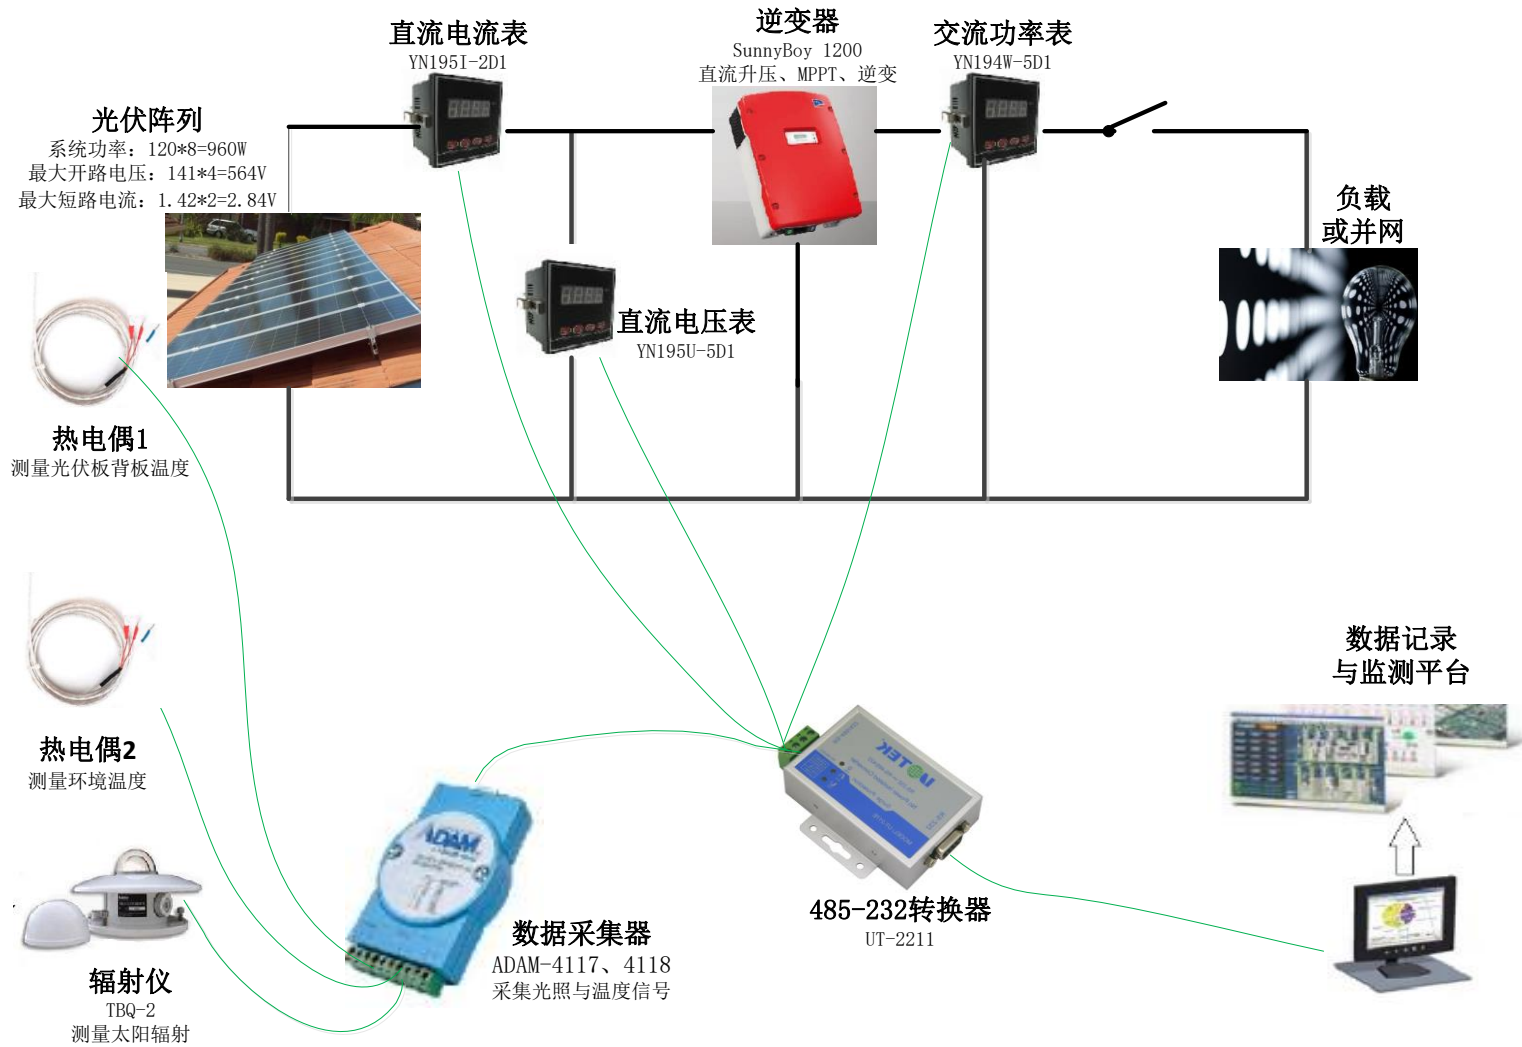 直流电流表
YN195I-2D1
逆变器
SunnyBoy 1200
直流升压、MPPT、逆变
交流功率表
YN194W-5D1
光伏阵列
系统功率：120*8=960W
最大开路电压：141*4=564V
最大短路电流：1.42*2=2.84V
负载
或并网
直流电压表
YN195U-5D1
热电偶1
测量光伏板背板温度
热电偶2
测量环境温度
数据记录
与监测平台
UOTEK
ADAM
485-232转换器
UT-2211
数据采集器
ADAM-4117、4118
采集光照与温度信号
辐射仪
TBQ-2
测量太阳辐射